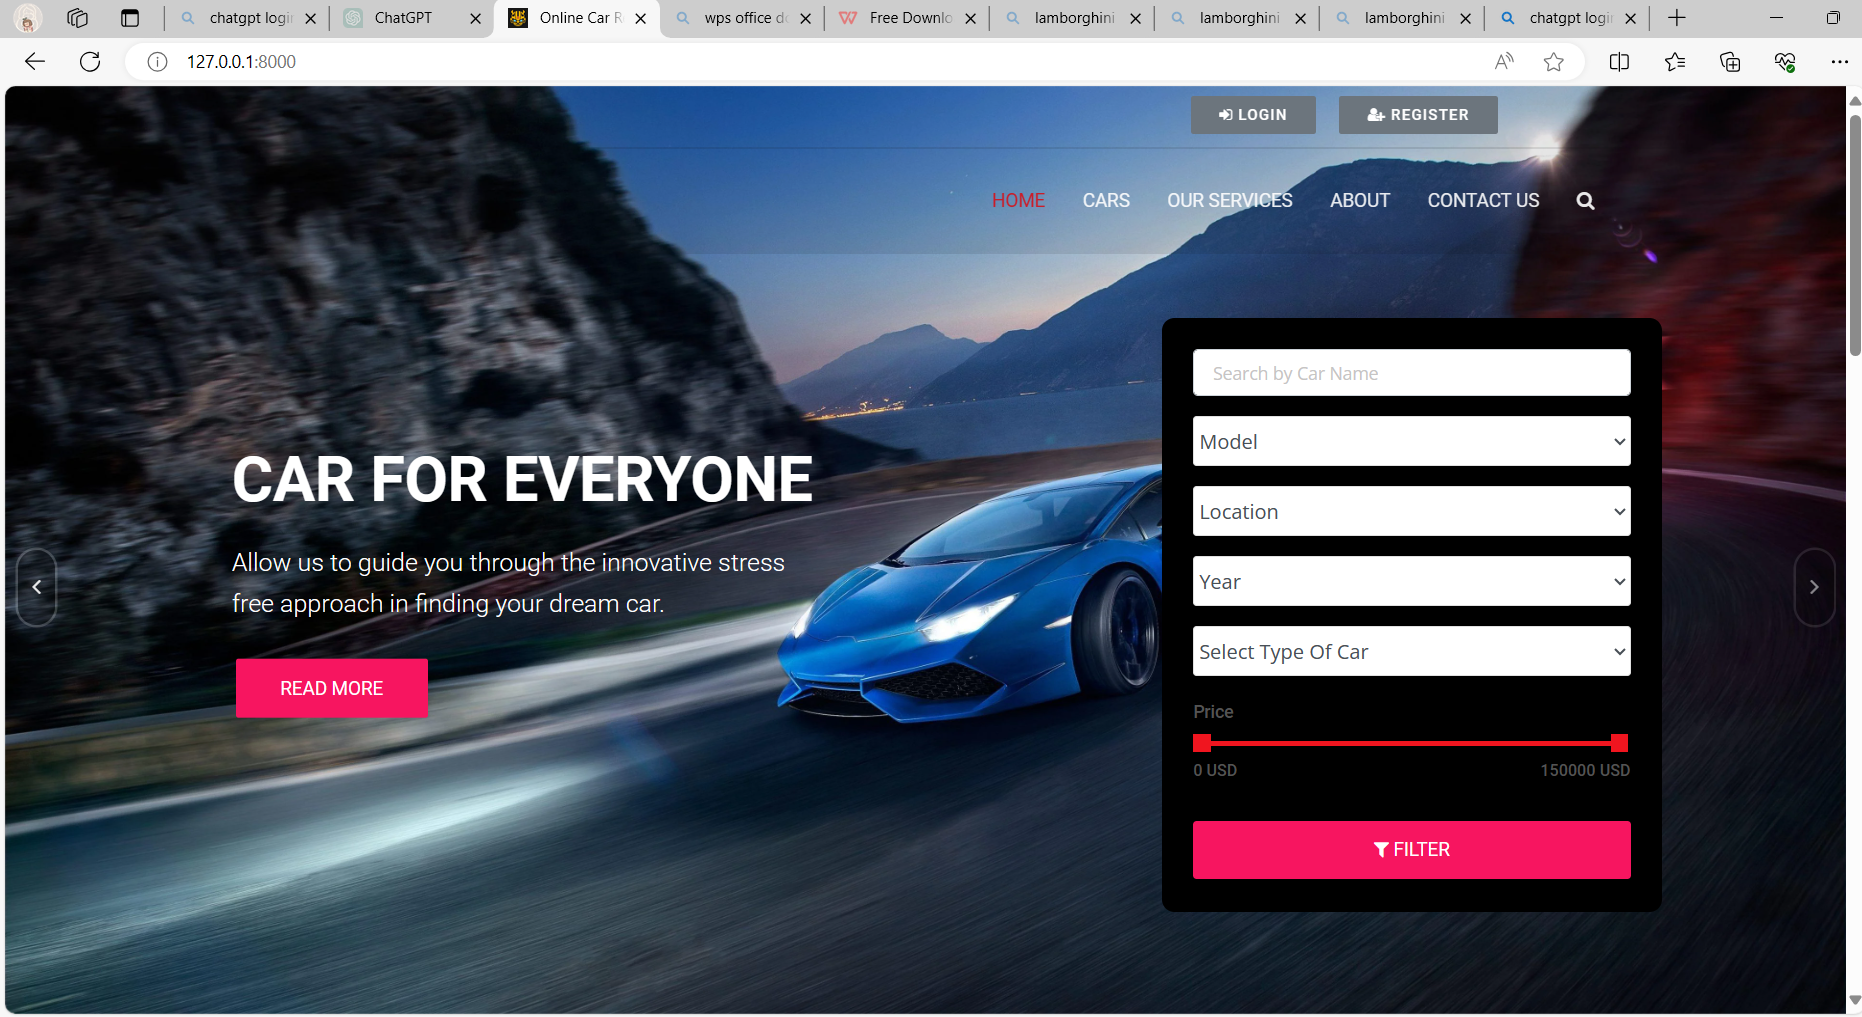 chatgpt login
ChatGPT
Online Car R
wps office do
Free Downlo
lamborghini
lamborghini
lamborghini
chatgpt login
127.0.0.1:8000
LOGIN
REGISTER
HOME
CARS
OUR SERVICES
ABOUT
CONTACT US
Search by Car Name
Model
Location
Year
Select Type Of Car
Price
0 USD
150000 USD
FILTER
CAR FOR EVERYONE
Allow us to guide you through the innovative stress
free approach in finding your dream car.
READ MORE